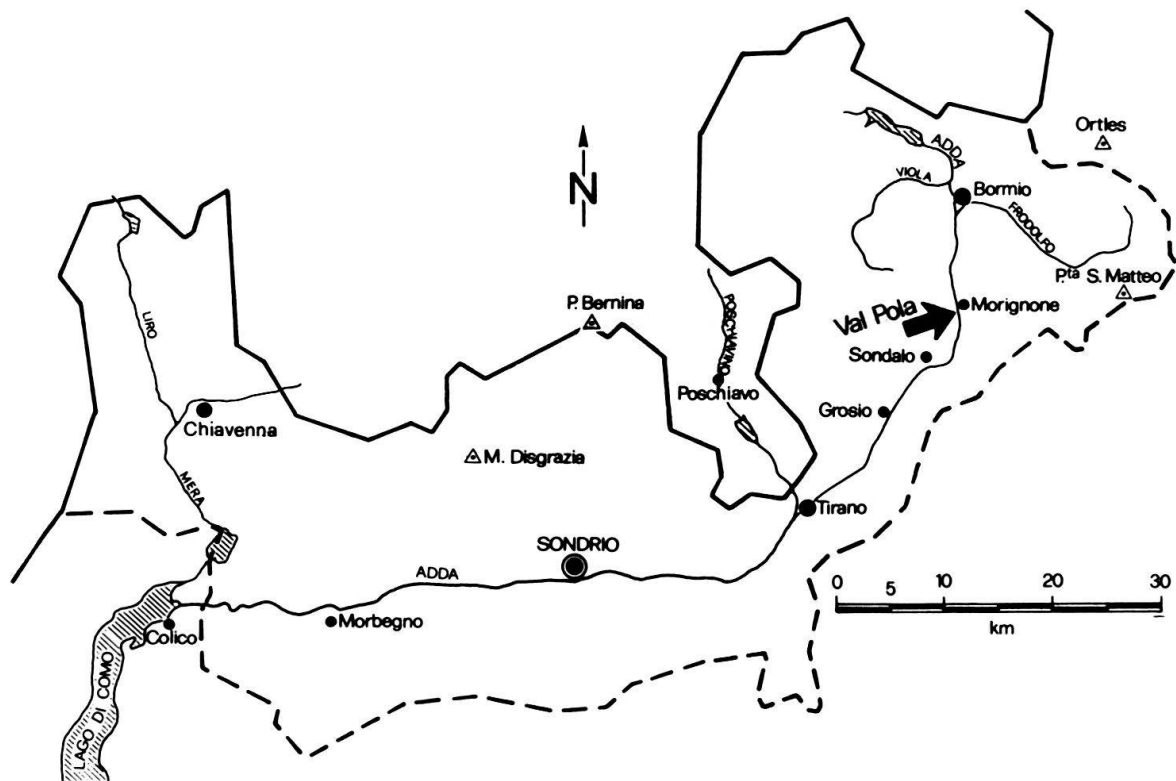 Ortles
ADDA
VIOLA
Bormio
FRODOLFO
N
P.ta S. Matteo
P. Bernina
POSCHIAVINO
Val Pola
Morignone
LIRO
Sondalo
Poschiavo
Grosio
Chiavenna
M. Disgrazia
MERA
Tirano
SONDRIO
ADDA
0 5 10 20 30
km
Morbegno
Colico
LAGO DI COMO